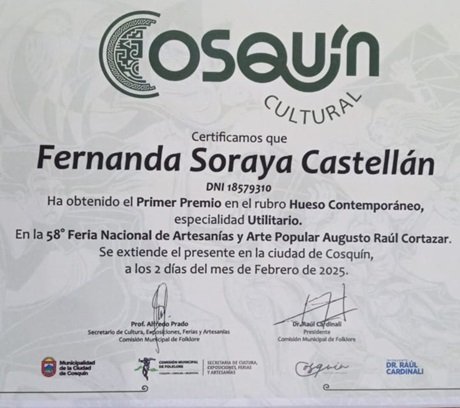 COSQUÍN
CULTURAL
Certificamos que
Fernanda Soraya Castellán
DNI 18579310
Ha obtenido el Primer Premio en el rubro Hueso Contemporáneo,
especialidad Utilitario.
En la 58° Feria Nacional de Artesanías y Arte Popular Augusto Raúl Cortazar.
Se extiende el presente en la ciudad de Cosquín,
a los 2 días del mes de Febrero de 2025.
Prof. Alfredo Prado
Secretario de Cultura, Exposiciones, Ferias y Artesanías
Comisión Municipal de Folklore
Dr. Raúl Cardinali
Presidente
Comisión Municipal de Folklore
Municipalidad
de la Ciudad
de Cosquín
COMISIÓN MUNICIPAL
DE FOLKLORE
SECRETARIA DE CULTURA,
EXPOSICIONES, FERIAS
Y ARTESANÍAS
Cosquín
DR. RAÚL
CARDINALI